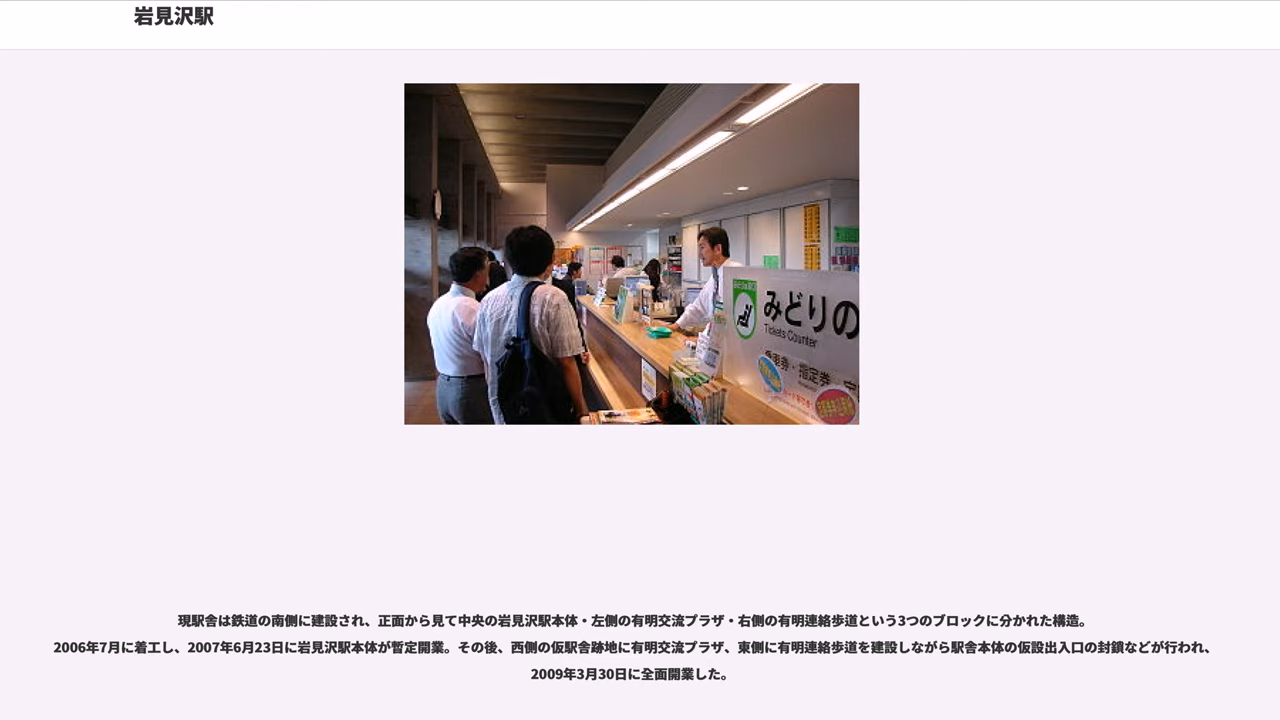 岩見沢駅
みどりの
Tickets Counter
乗車券・指定券・定
現駅舎は鉄道の南側に建設され、正面から見て中央の岩見沢駅本体・左側の有明交流プラザ・右側の有明連絡歩道という3つのブロックに分かれた構造。
2006年7月に着工し、2007年6月23日に岩見沢駅本体が暫定開業。その後、西側の仮駅舎跡地に有明交流プラザ、東側に有明連絡歩道を建設しながら駅舎本体の仮設出入口の封鎖などが行われ、
2009年3月30日に全面開業した。